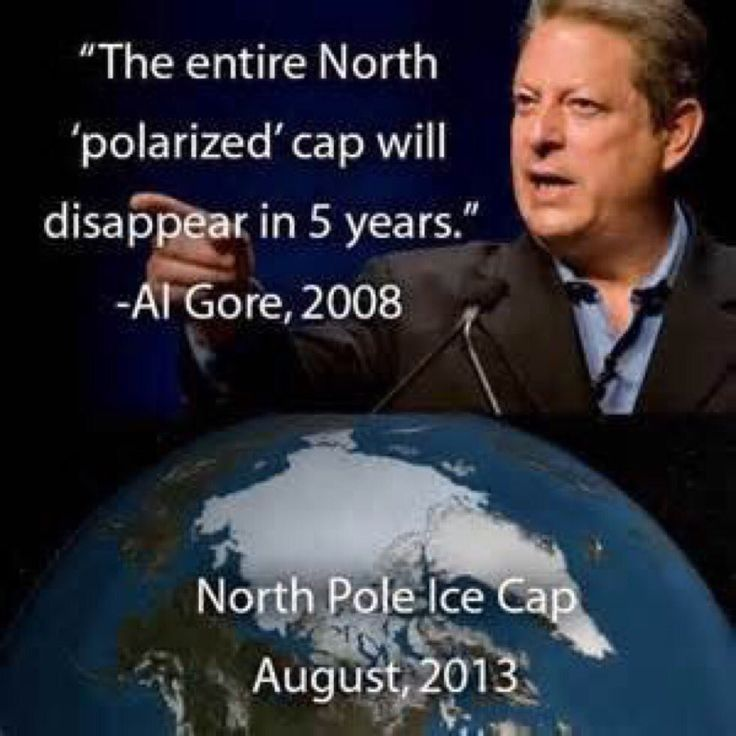 “The entire North
‘polarized’ cap will
disappear in 5 years.”
-Al Gore, 2008
North Pole Ice Cap
August, 2013